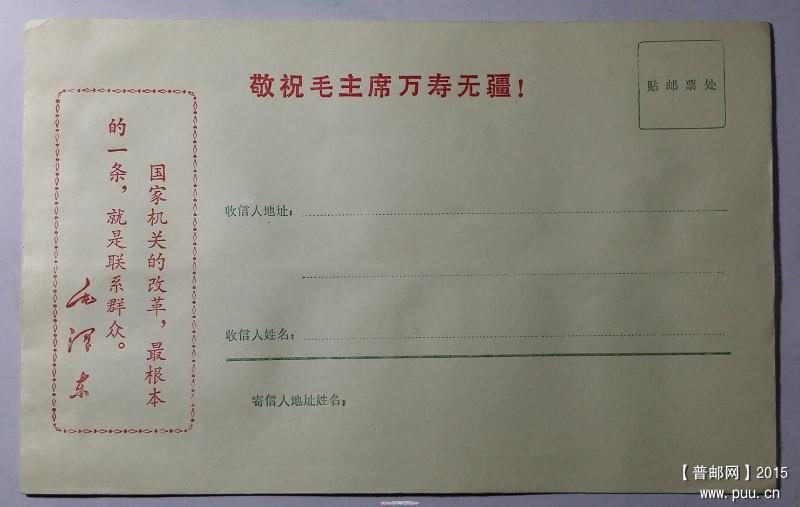 敬祝毛主席万寿无疆！
贴邮票处
国家机关的改革，最根本
的一条，就是联系群众。
毛泽东
收信人地址：
收信人姓名：
寄信人地址姓名：
【普邮网】2015
www.puu.cn